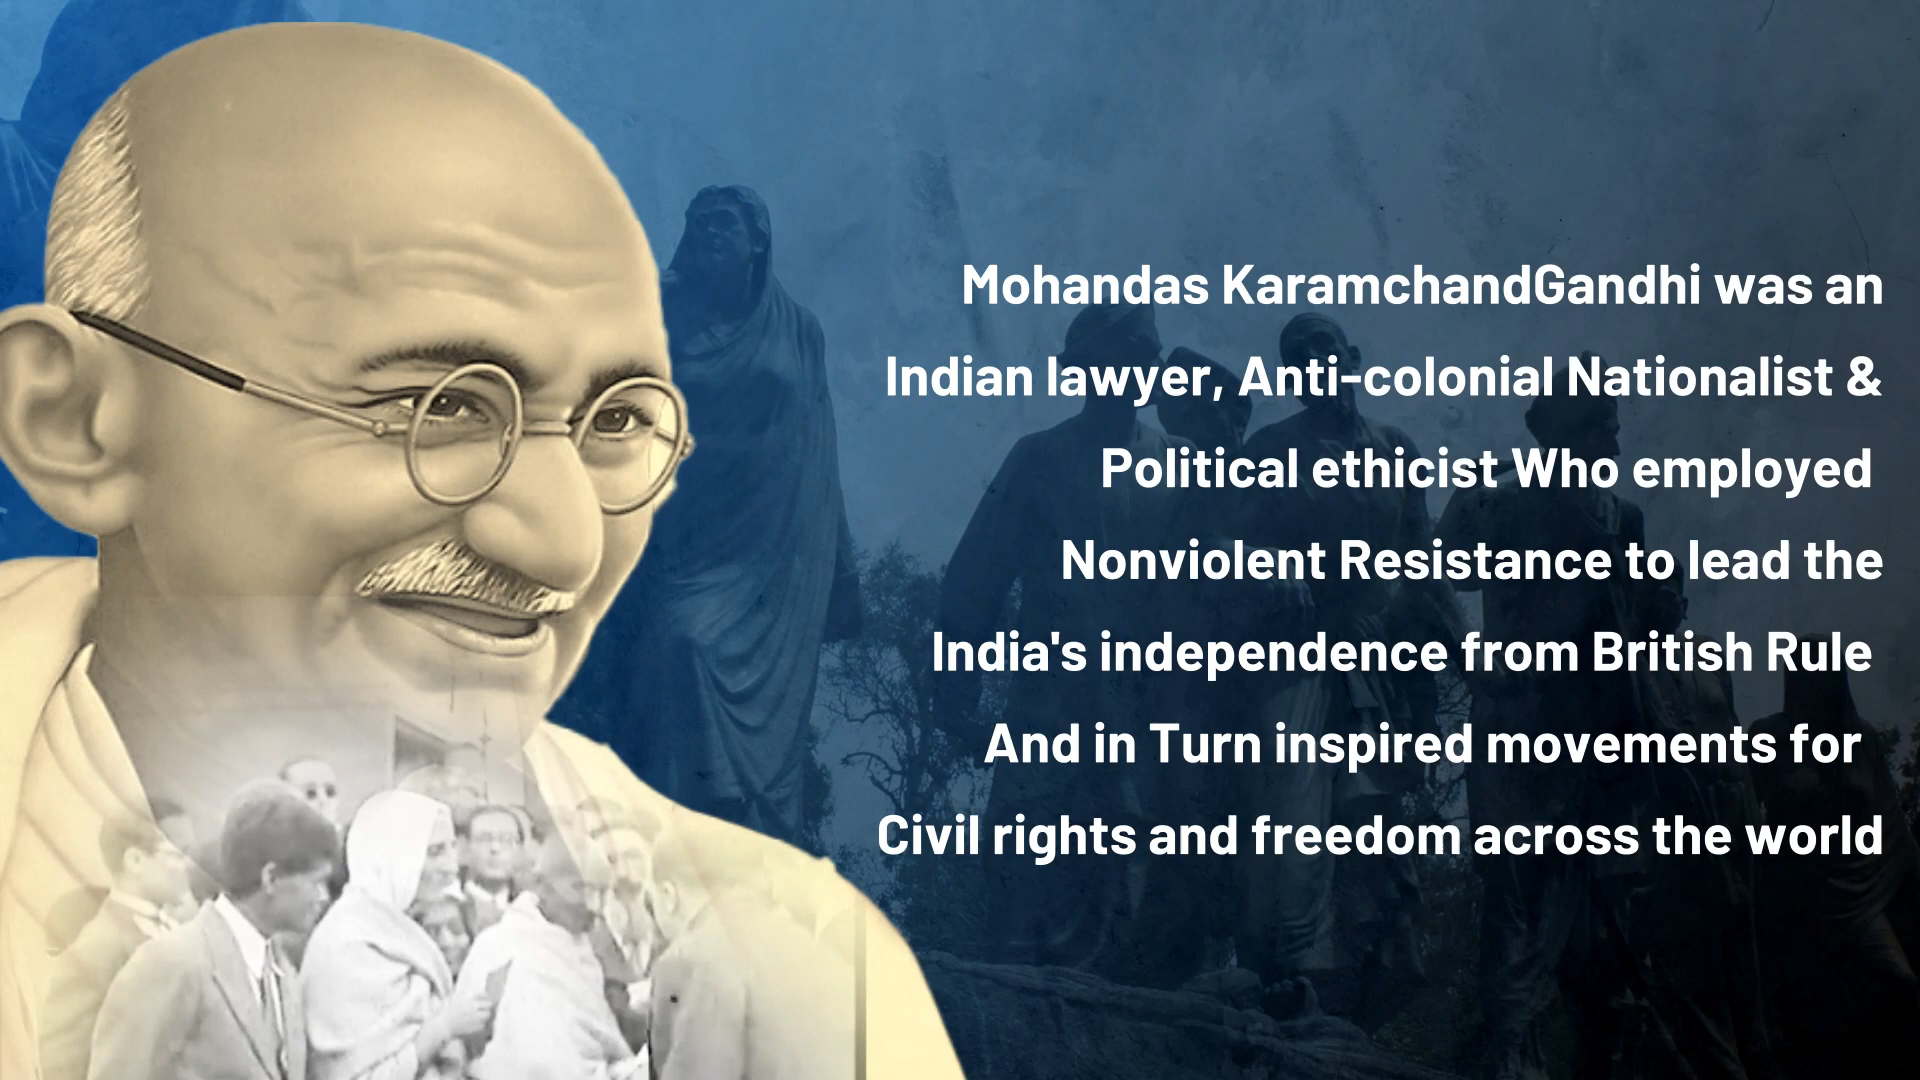 Mohandas KaramchandGandhi was an
Indian lawyer, Anti-colonial Nationalist &
Political ethicist Who employed
Nonviolent Resistance to lead the
India's independence from British Rule
And in Turn inspired movements for
Civil rights and freedom across the world